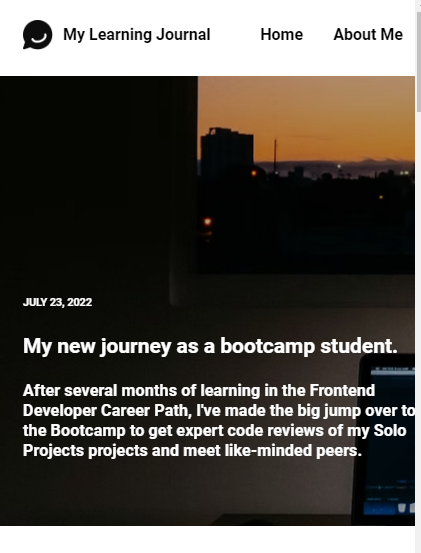 My Learning Journal
Home
About Me
JULY 23, 2022
My new journey as a bootcamp student.
After several months of learning in the Frontend
Developer Career Path, I've made the big jump over to
the Bootcamp to get expert code reviews of my Solo
Projects projects and meet like-minded peers.